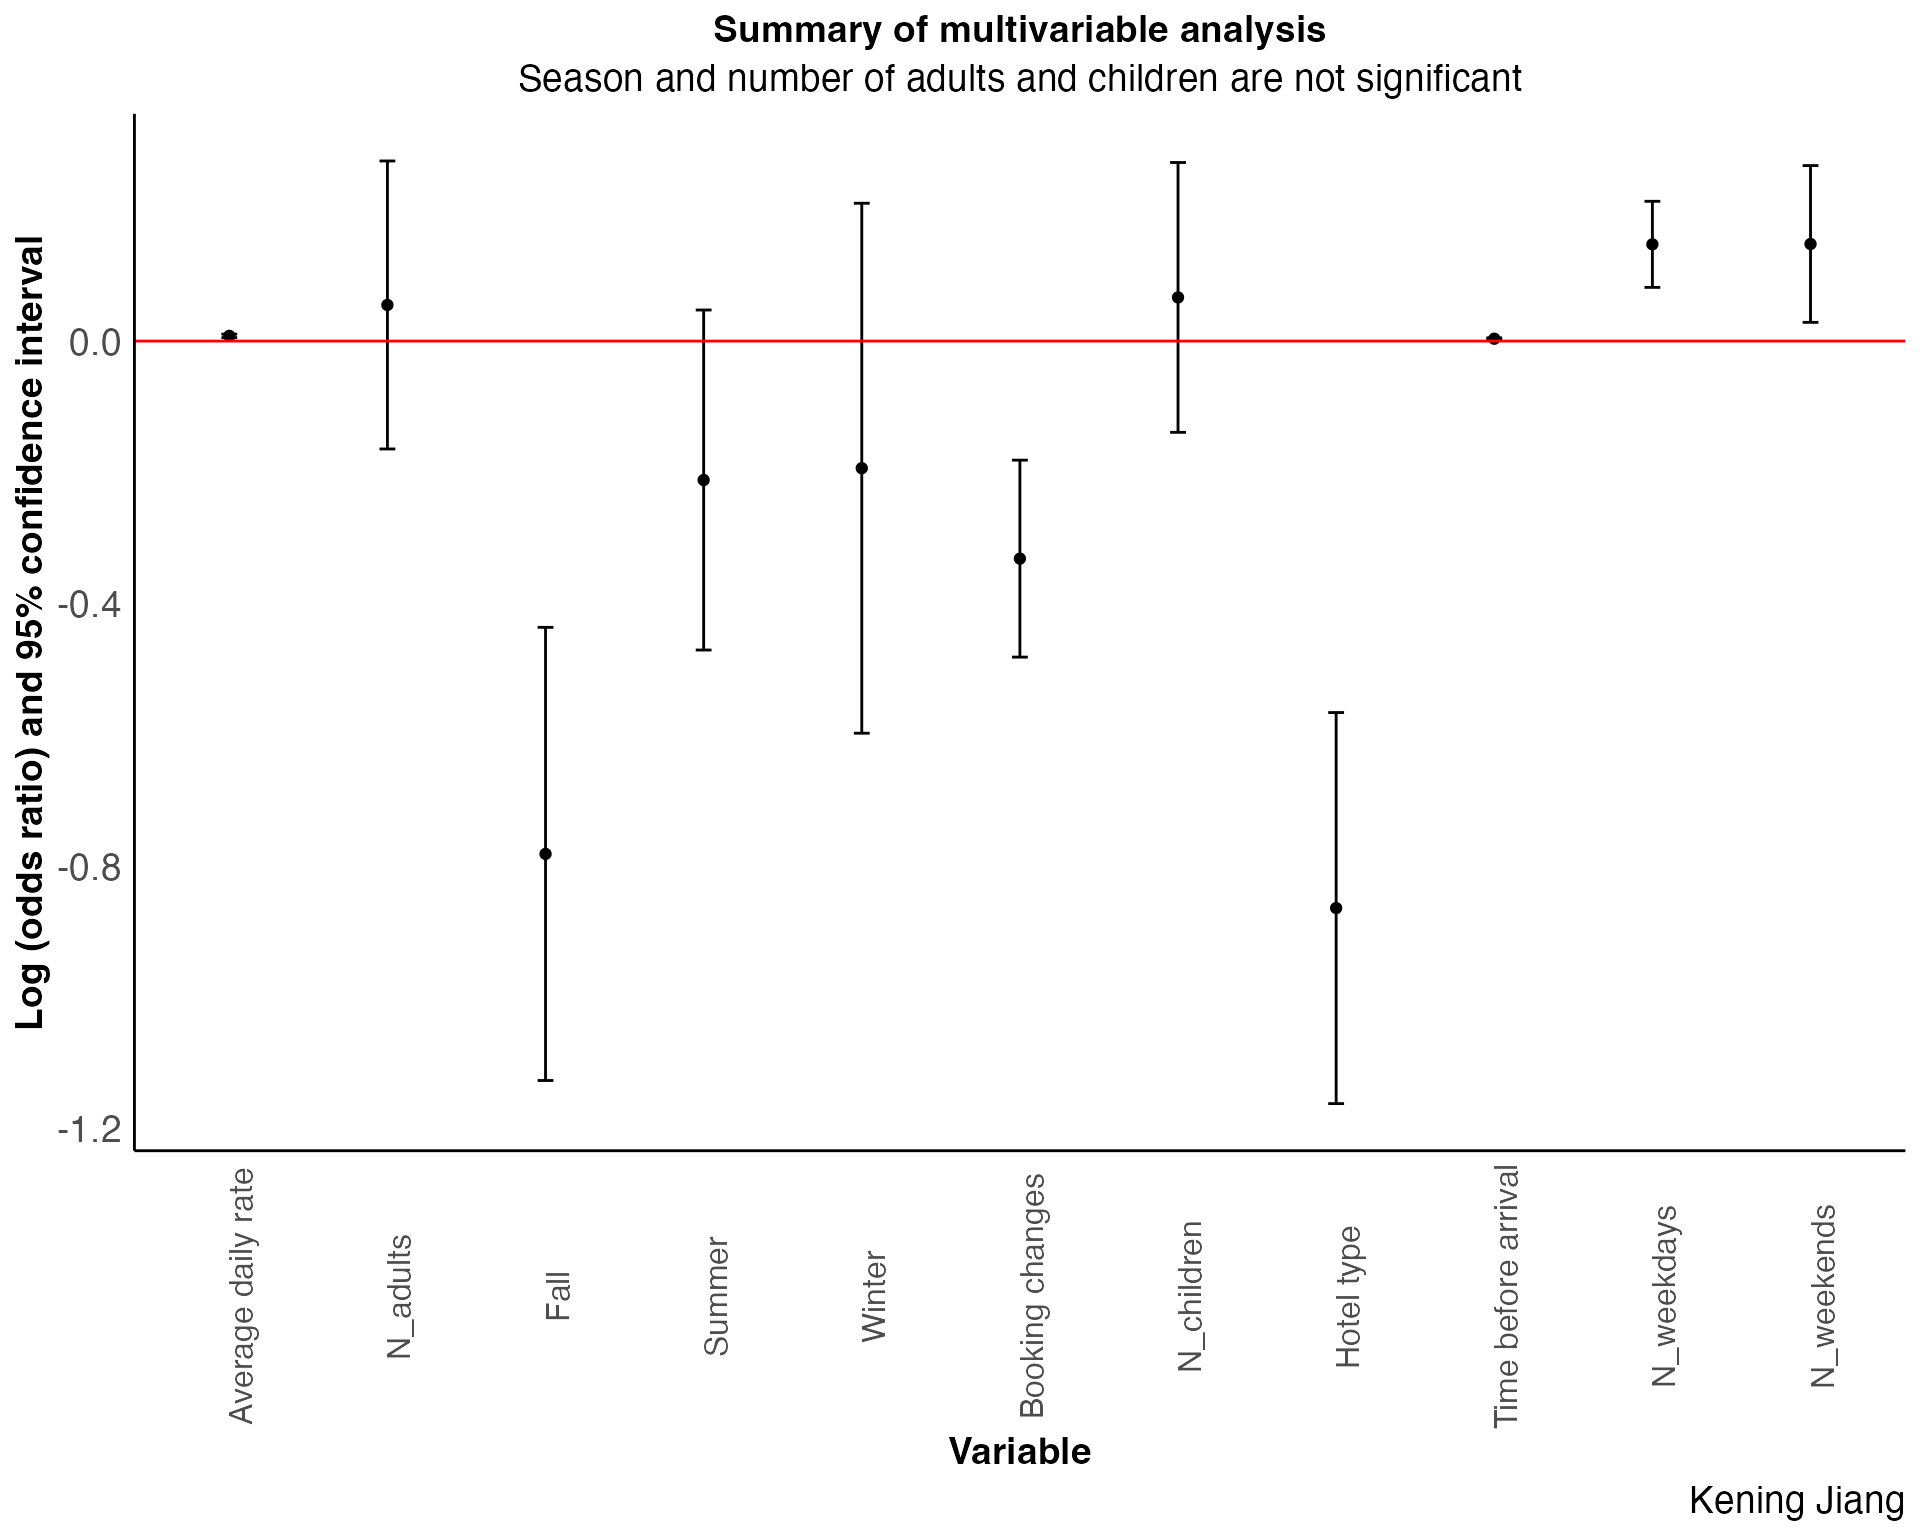 Summary of multivariable analysis
Season and number of adults and children are not significant
Log (odds ratio) and 95% confidence interval
0.0
-0.4
-0.8
-1.2
Average daily rate
N_adults
Fall
Summer
Winter
Booking changes
N_children
Hotel type
Time before arrival
N_weekdays
N_weekends
Variable
Kening Jiang